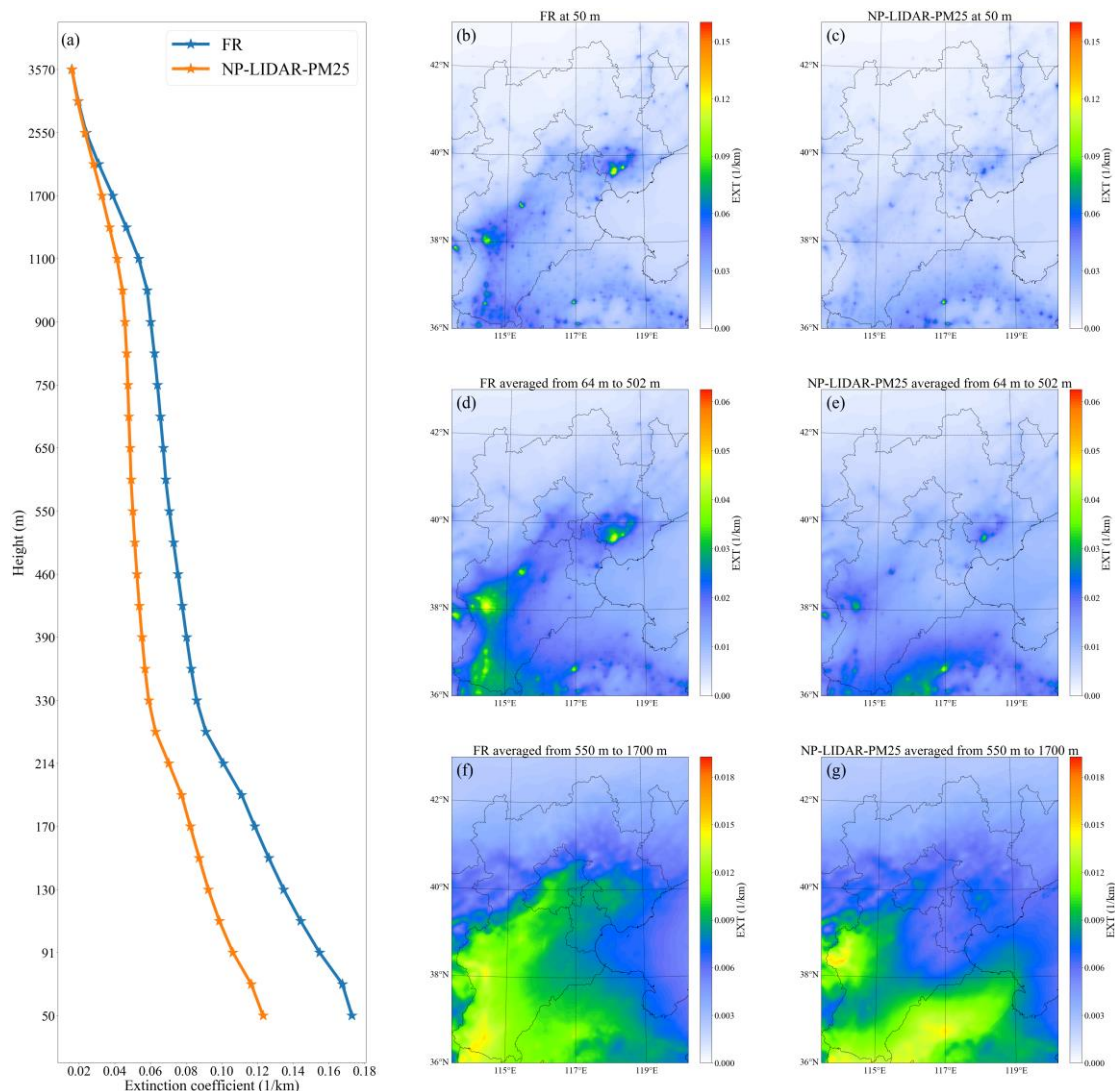 (a)
FR
NP-LIDAR-PM25
3570
2550
1700
1100
900
750
650
550
460
390
330
214
170
130
91
50
Height (m)
0.02 0.04 0.06 0.08 0.10 0.12 0.14 0.16 0.18
Extinction coefficient (1/km)
FR at 50 m
(b)
42°N
40°N
38°N
36°N
115°E 117°E 119°E
0.15
0.12
0.09
0.06
0.03
0.00
EXT (1/km)
NP-LIDAR-PM25 at 50 m
(c)
42°N
40°N
38°N
36°N
115°E 117°E 119°E
0.15
0.12
0.09
0.06
0.03
0.00
EXT (1/km)
FR averaged from 64 m to 502 m
(d)
42°N
40°N
38°N
36°N
115°E 117°E 119°E
0.06
0.05
0.04
0.03
0.02
0.01
0.00
EXT (1/km)
NP-LIDAR-PM25 averaged from 64 m to 502 m
(e)
42°N
40°N
38°N
36°N
115°E 117°E 119°E
0.06
0.05
0.04
0.03
0.02
0.01
0.00
EXT (1/km)
FR averaged from 550 m to 1700 m
(f)
42°N
40°N
38°N
36°N
115°E 117°E 119°E
0.018
0.015
0.012
0.009
0.006
0.003
0.000
EXT (1/km)
NP-LIDAR-PM25 averaged from 550 m to 1700 m
(g)
42°N
40°N
38°N
36°N
115°E 117°E 119°E
0.018
0.015
0.012
0.009
0.006
0.003
0.000
EXT (1/km)